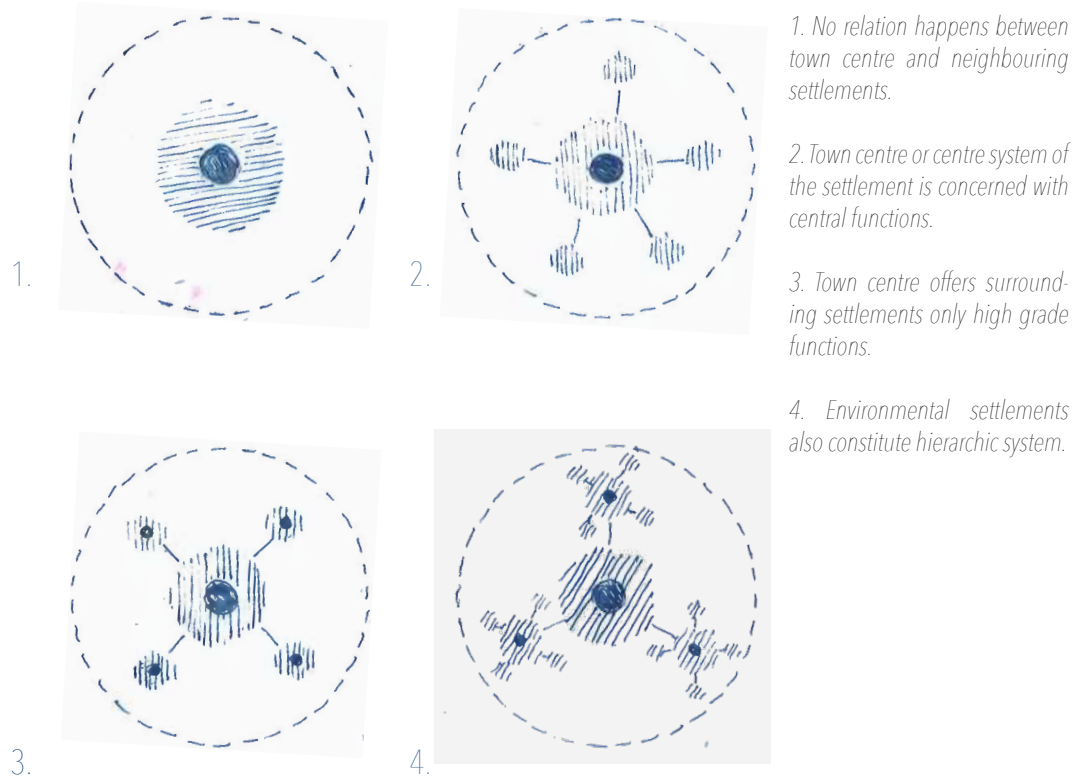 1. No relation happens between
town centre and neighbouring
settlements.
2. Town centre or centre system of
the settlement is concerned with
central functions.
3. Town centre offers surround-
ing settlements only high grade
functions.
4. Environmental settlements
also constitute hierarchic system.
1.
2.
3.
4.